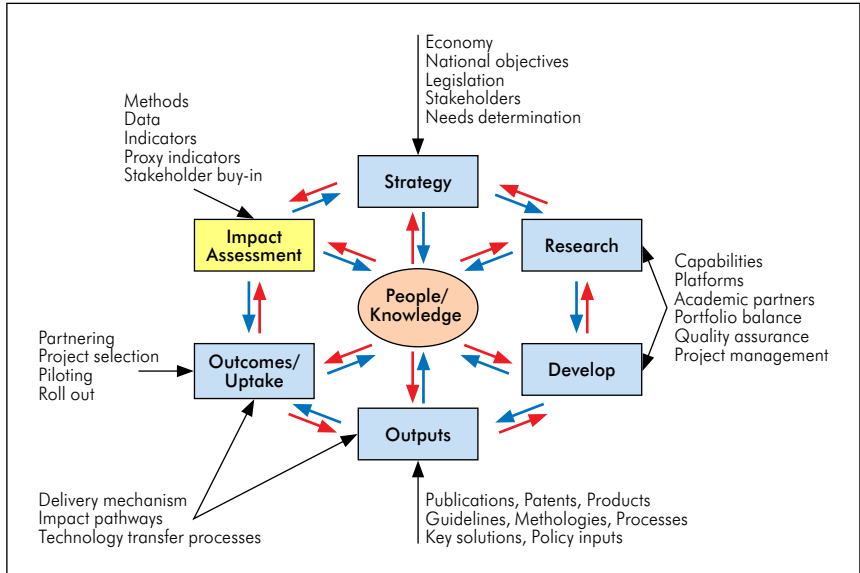 Economy
National objectives
Legislation
Stakeholders
Needs determination
Methods
Data
Indicators
Proxy indicators
Stakeholder buy-in
Strategy
Impact
Assessment
Research
People/
Knowledge
Capabilities
Platforms
Academic partners
Portfolio balance
Quality assurance
Project management
Partnering
Project selection
Piloting
Roll out
Outcomes/
Uptake
Develop
Outputs
Delivery mechanism
Impact pathways
Technology transfer processes
Publications, Patents, Products
Guidelines, Methologies, Processes
Key solutions, Policy inputs